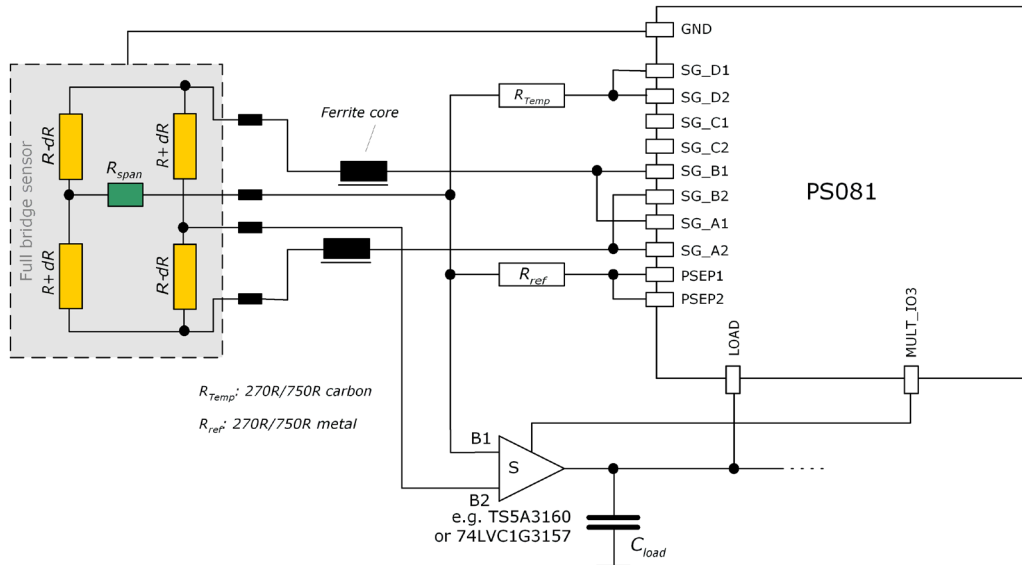 GND
SG_D1
SG_D2
SG_C1
SG_C2
SG_B1
SG_B2
SG_A1
SG_A2
PSEP1
PSEP2
PS081
LOAD
MULT_IO3
Full bridge sensor
R-dR
R+dR
Rspan
R+dR
R-dR
Ferrite core
RTemp
Rref
RTemp: 270R/750R carbon
Rref: 270R/750R metal
B1
S
B2
e.g. TS5A3160
or 74LVC1G3157
Cload